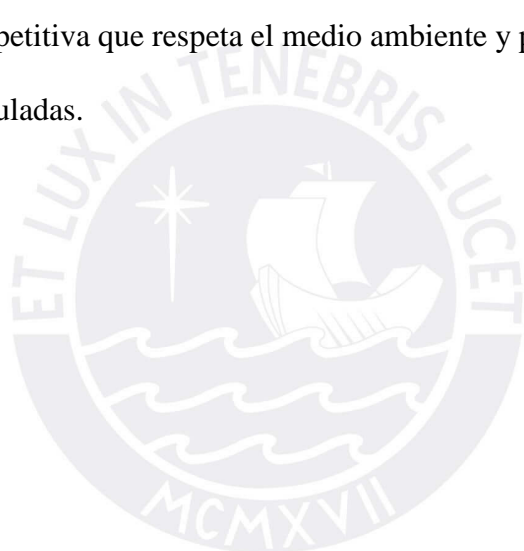 petitiva que respeta el medio ambiente y p
uladas.
ET LUX IN TENEBRIS LUCET
MCMXVII